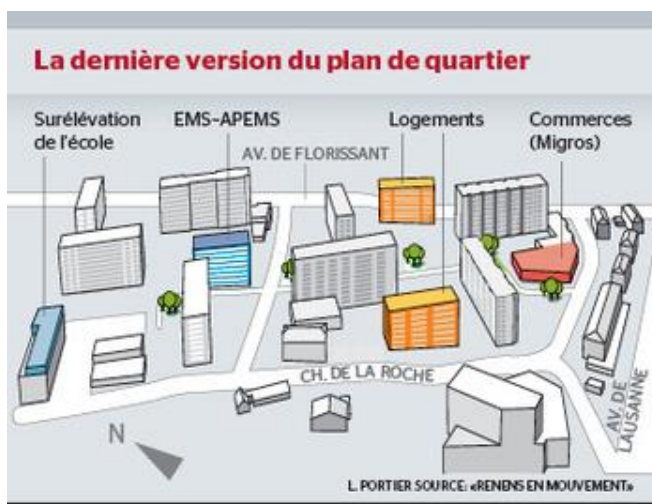 La dernière version du plan de quartier
Surélévation
de l'école
EMS-APEMS
Logements
Commerces
(Migros)
AV. DE FLORISSANT
CH. DE LA ROCHE
AV. DE
LAUSANNE
N
L. PORTIER SOURCE: «RENENS EN MOUVEMENT»